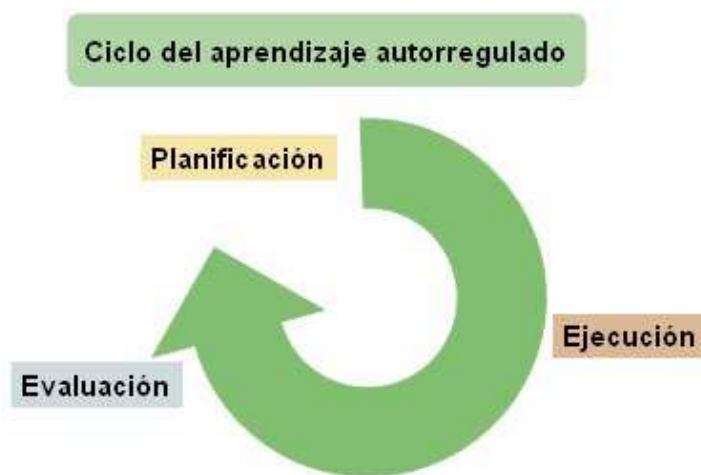 Ciclo del aprendizaje autorregulado
Planificación
Ejecución
Evaluación